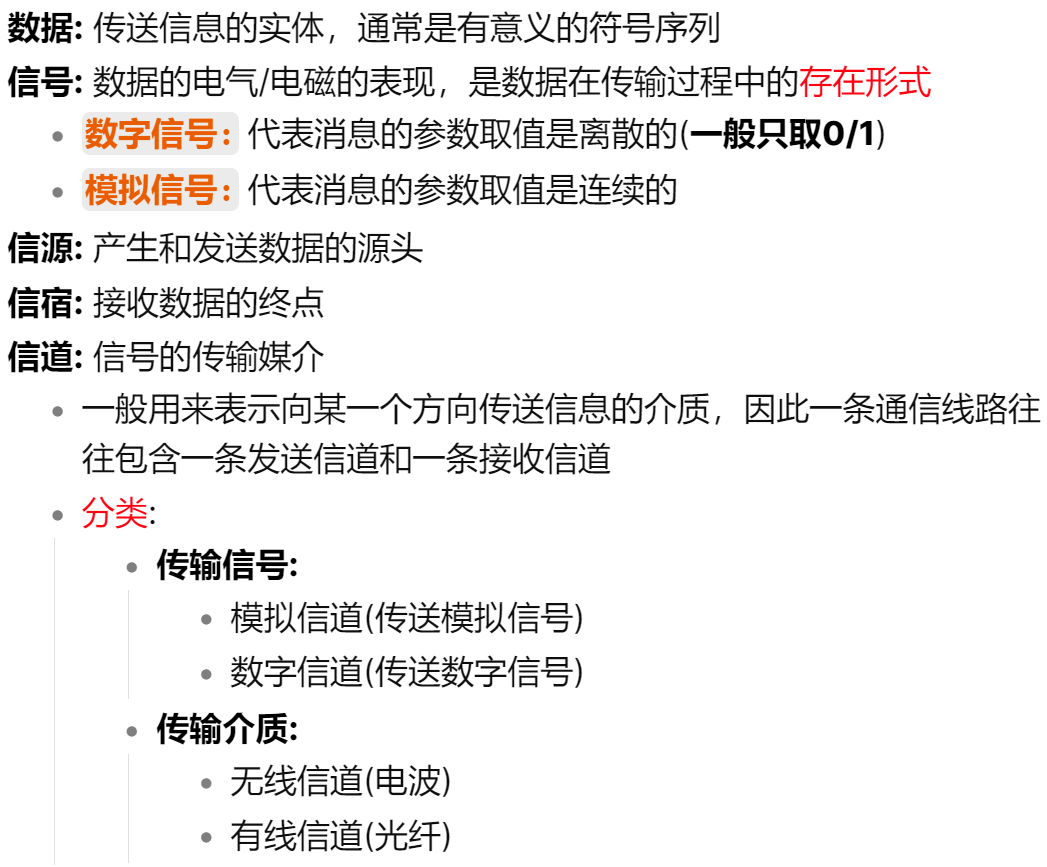 数据: 传送信息的实体，通常是有意义的符号序列
信号: 数据的电气/电磁的表现，是数据在传输过程中的存在形式
数字信号：代表消息的参数取值是离散的(一般只取0/1)
模拟信号：代表消息的参数取值是连续的
信源: 产生和发送数据的源头
信宿: 接收数据的终点
信道: 信号的传输媒介
一般用来表示向某一个方向传送信息的介质，因此一条通信线路往
往包含一条发送信道和一条接收信道
分类:
传输信号:
模拟信道(传送模拟信号)
数字信道(传送数字信号)
传输介质:
无线信道(电波)
有线信道(光纤)